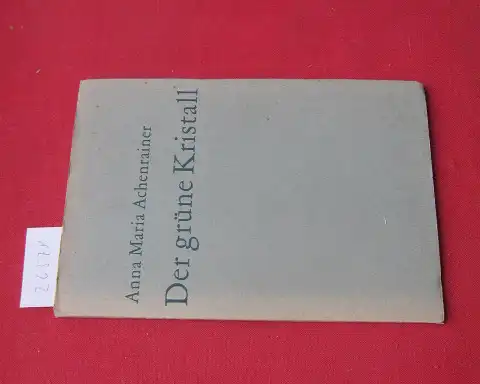 Anna Maria Achenrainer
Der grüne Kristall